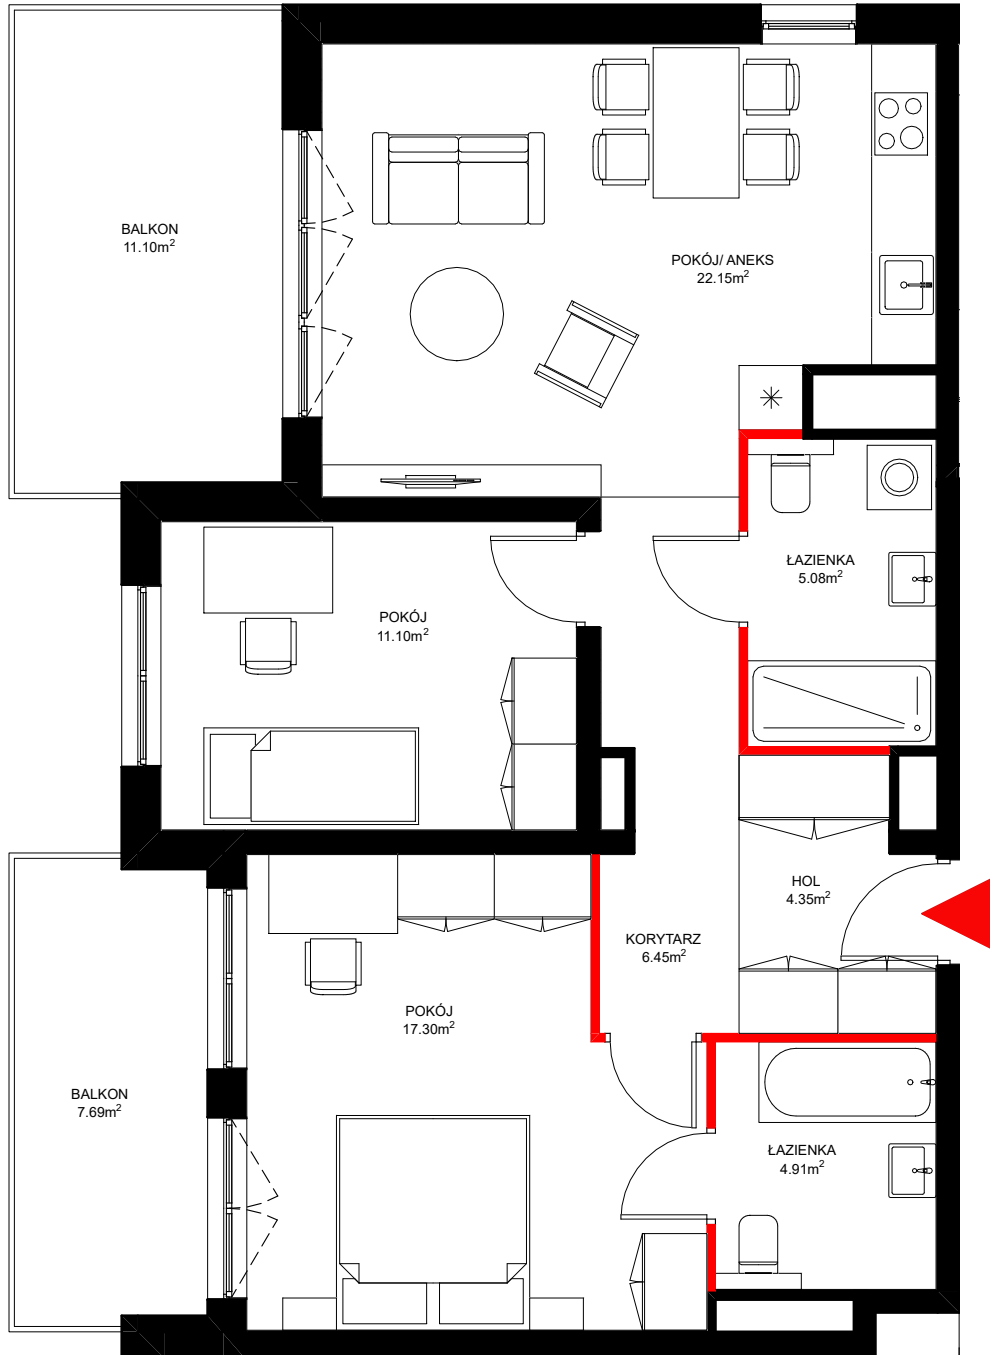 BALKON
11.10m²
POKÓJ/ ANEKS
22.15m²
ŁAZIENKA
5.08m²
POKÓJ
11.10m²
HOL
4.35m²
KORYTARZ
6.45m²
POKÓJ
17.30m²
BALKON
7.69m²
ŁAZIENKA
4.91m²